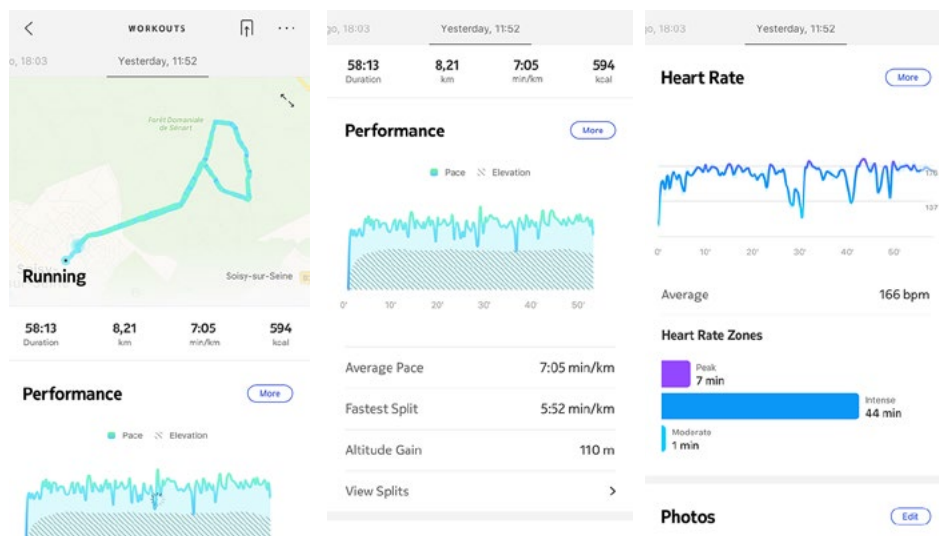 WORKOUTS
o, 18:03 Yesterday, 11:52
Forêt Domaniale
de Sénart
Running
Soisy-sur-Seine
58:13 8,21 7:05 594
Duration km min/km kcal
Performance
More
Pace Elevation
go, 18:03 Yesterday, 11:52
58:13 8,21 7:05 594
Duration km min/km kcal
Performance
More
Pace Elevation
0' 10' 20' 30' 40' 50'
Average Pace 7:05 min/km
Fastest Split 5:52 min/km
Altitude Gain 110 m
View Splits
go, 18:03 Yesterday, 11:52
Heart Rate
More
176
137
0' 10' 20' 30' 40' 50'
Average 166 bpm
Heart Rate Zones
Peak
7 min
Intense
44 min
Moderate
1 min
Photos
Edit